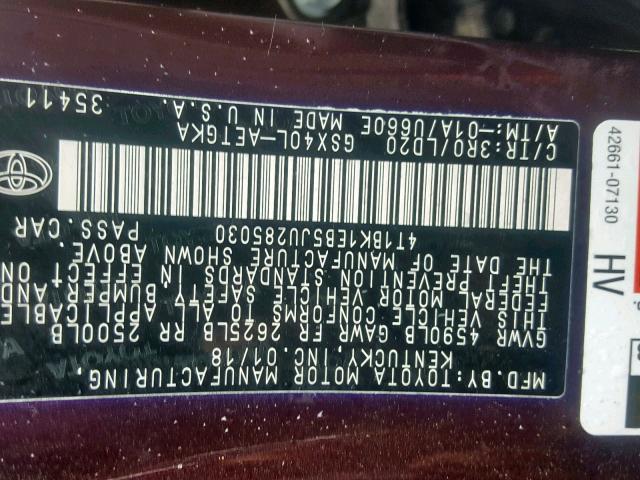 MFD.BY:TOYOTA MOTOR MANUFACTURING,
KENTUCKY, INC.01/18
GVWR 4590LB GAWR FR 2625LB RR 2500LB
THIS VEHICLE CONFORMS TO ALL APPLICABLE
FEDERAL MOTOR VEHICLE SAFETY, BUMPER, AND
THEFT PREVENTION STANDARDS IN EFFECT ON
THE DATE OF MANUFACTURE SHOWN ABOVE.
4T1BK1EB5JU285030 PASS.CAR
C/TR:3R0/LD20 GSX40L-AETGKA
A/TM:-01A/U660E MADE IN U.S.A.
35411
42661-07130
HV